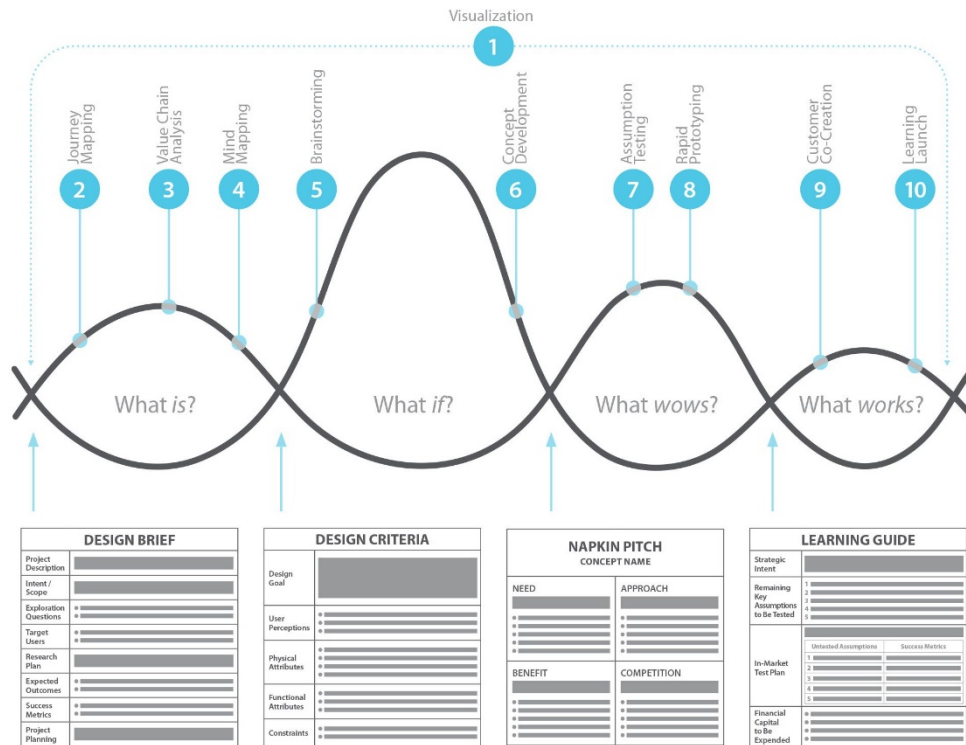 Visualization
1
Journey
Mapping
2
Value Chain
Analysis
3
Mind
Mapping
4
Brainstorming
5
Concept
Development
6
Assumption
Testing
7
Rapid
Prototyping
8
Customer
Co-Creation
9
Learning
Launch
10
What is?
What if?
What wows?
What works?
DESIGN BRIEF
Project
Description
Intent /
Scope
Exploration
Questions
Target
Users
Research
Plan
Expected
Outcomes
Success
Metrics
Project
Planning
DESIGN CRITERIA
Design
Goal
User
Perceptions
Physical
Attributes
Functional
Attributes
Constraints
NAPKIN PITCH
CONCEPT NAME
NEED
APPROACH
BENEFIT
COMPETITION
LEARNING GUIDE
Strategic
Intent
Remaining
Key
Assumptions
to Be Tested
1
2
3
4
5
In-Market
Test Plan
Untested Assumptions
Success Metrics
1
2
3
4
5
Financial
Capital
to Be
Expended